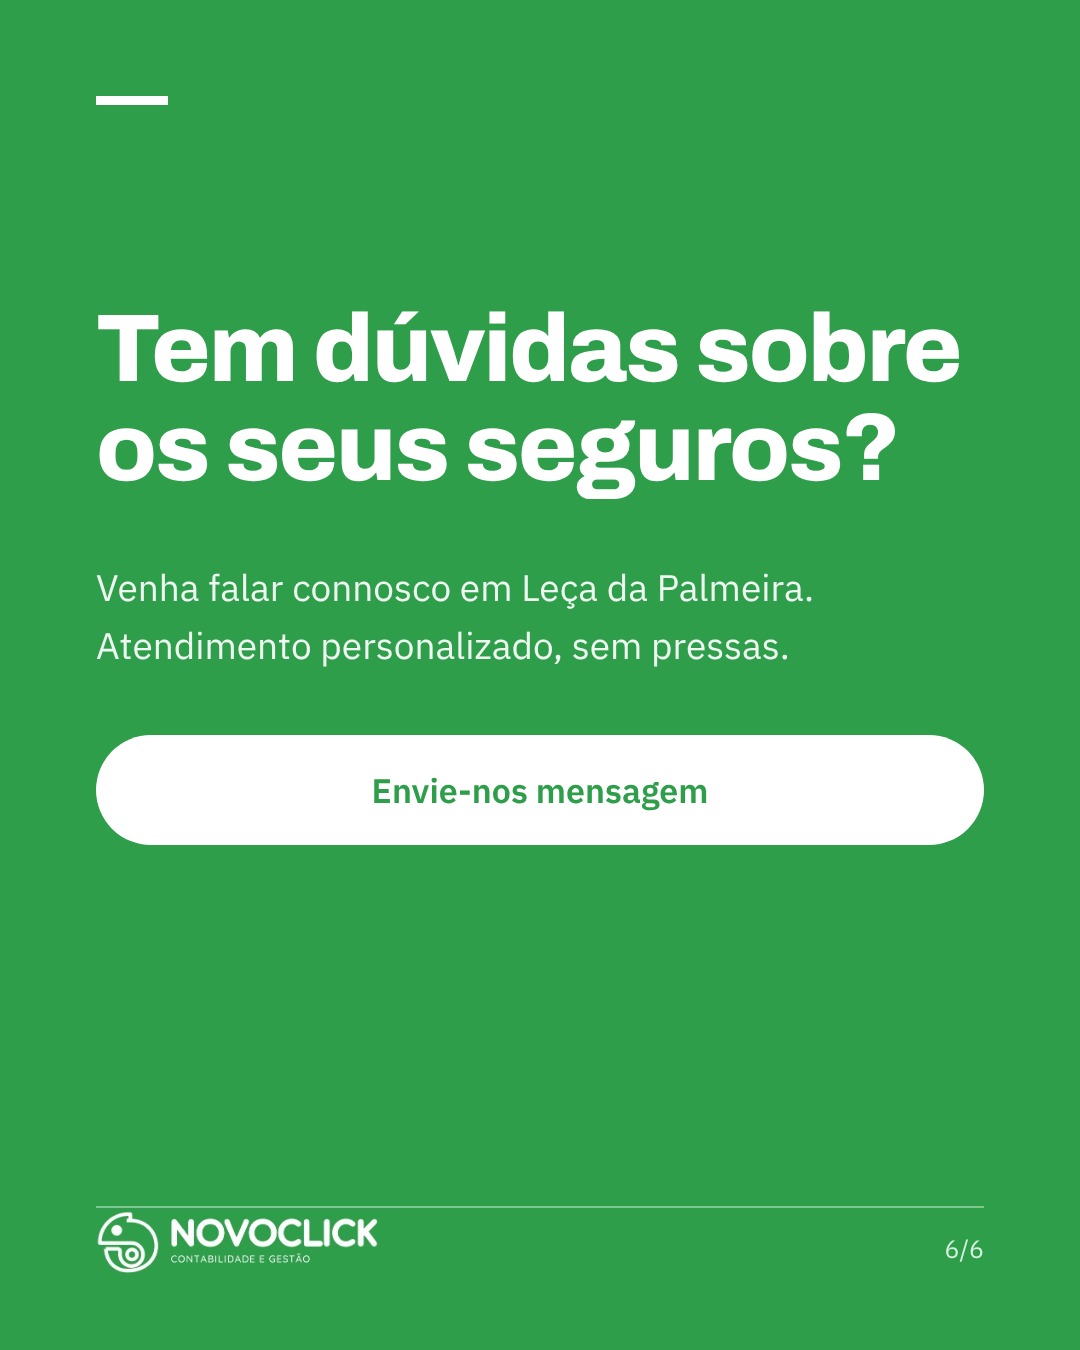 Tem dúvidas sobre
os seus seguros?
Venha falar connosco em Leça da Palmeira.
Atendimento personalizado, sem pressas.
Envie-nos mensagem
NOVOCLICK
CONTABILIDADE E GESTÃO
6/6